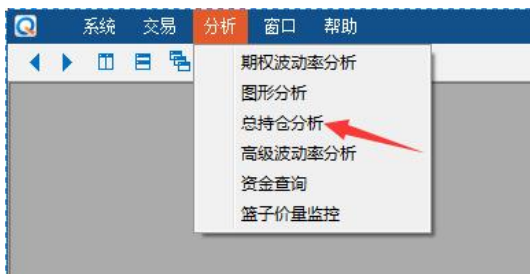 系统 交易 分析 窗口 帮助
期权波动率分析
图形分析
总持仓分析
高级波动率分析
资金查询
篮子价量监控